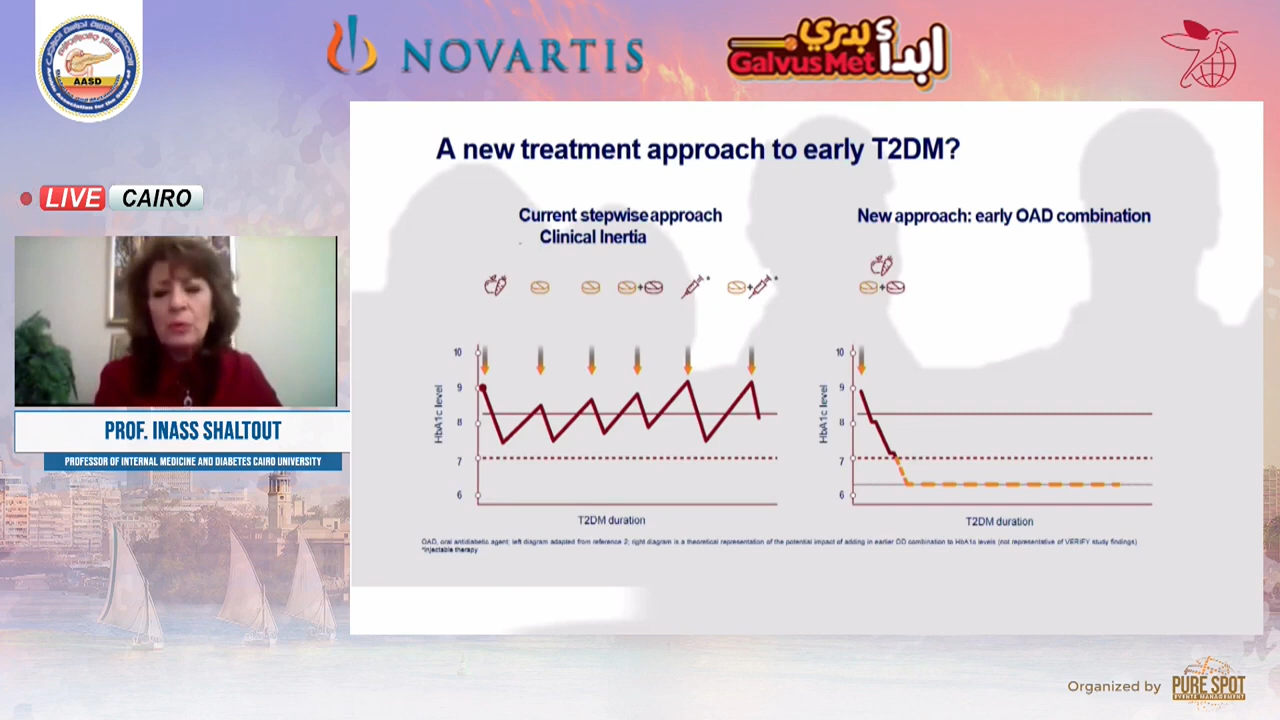 AASD
NOVARTIS
ابدأ بدري
GalvusMet
LIVE CAIRO
PROF. INASS SHALTOUT
PROFESSOR OF INTERNAL MEDICINE AND DIABETES CAIRO UNIVERSITY
A new treatment approach to early T2DM?
Current stepwise approach
Clinical Inertia
+ * + *
10
9
8
7
6
HbA1c level
T2DM duration
New approach: early OAD combination
+
10
9
8
7
6
HbA1c level
T2DM duration
OAD, oral antidiabetic agent; left diagram adapted from reference 2; right diagram is a theoretical representation of the potential impact of adding in earlier OD combination to HbA1c levels (not representative of VERIFY study findings)
*Injectable therapy
Organized by PURE SPOT
EVENTS MANAGEMENT